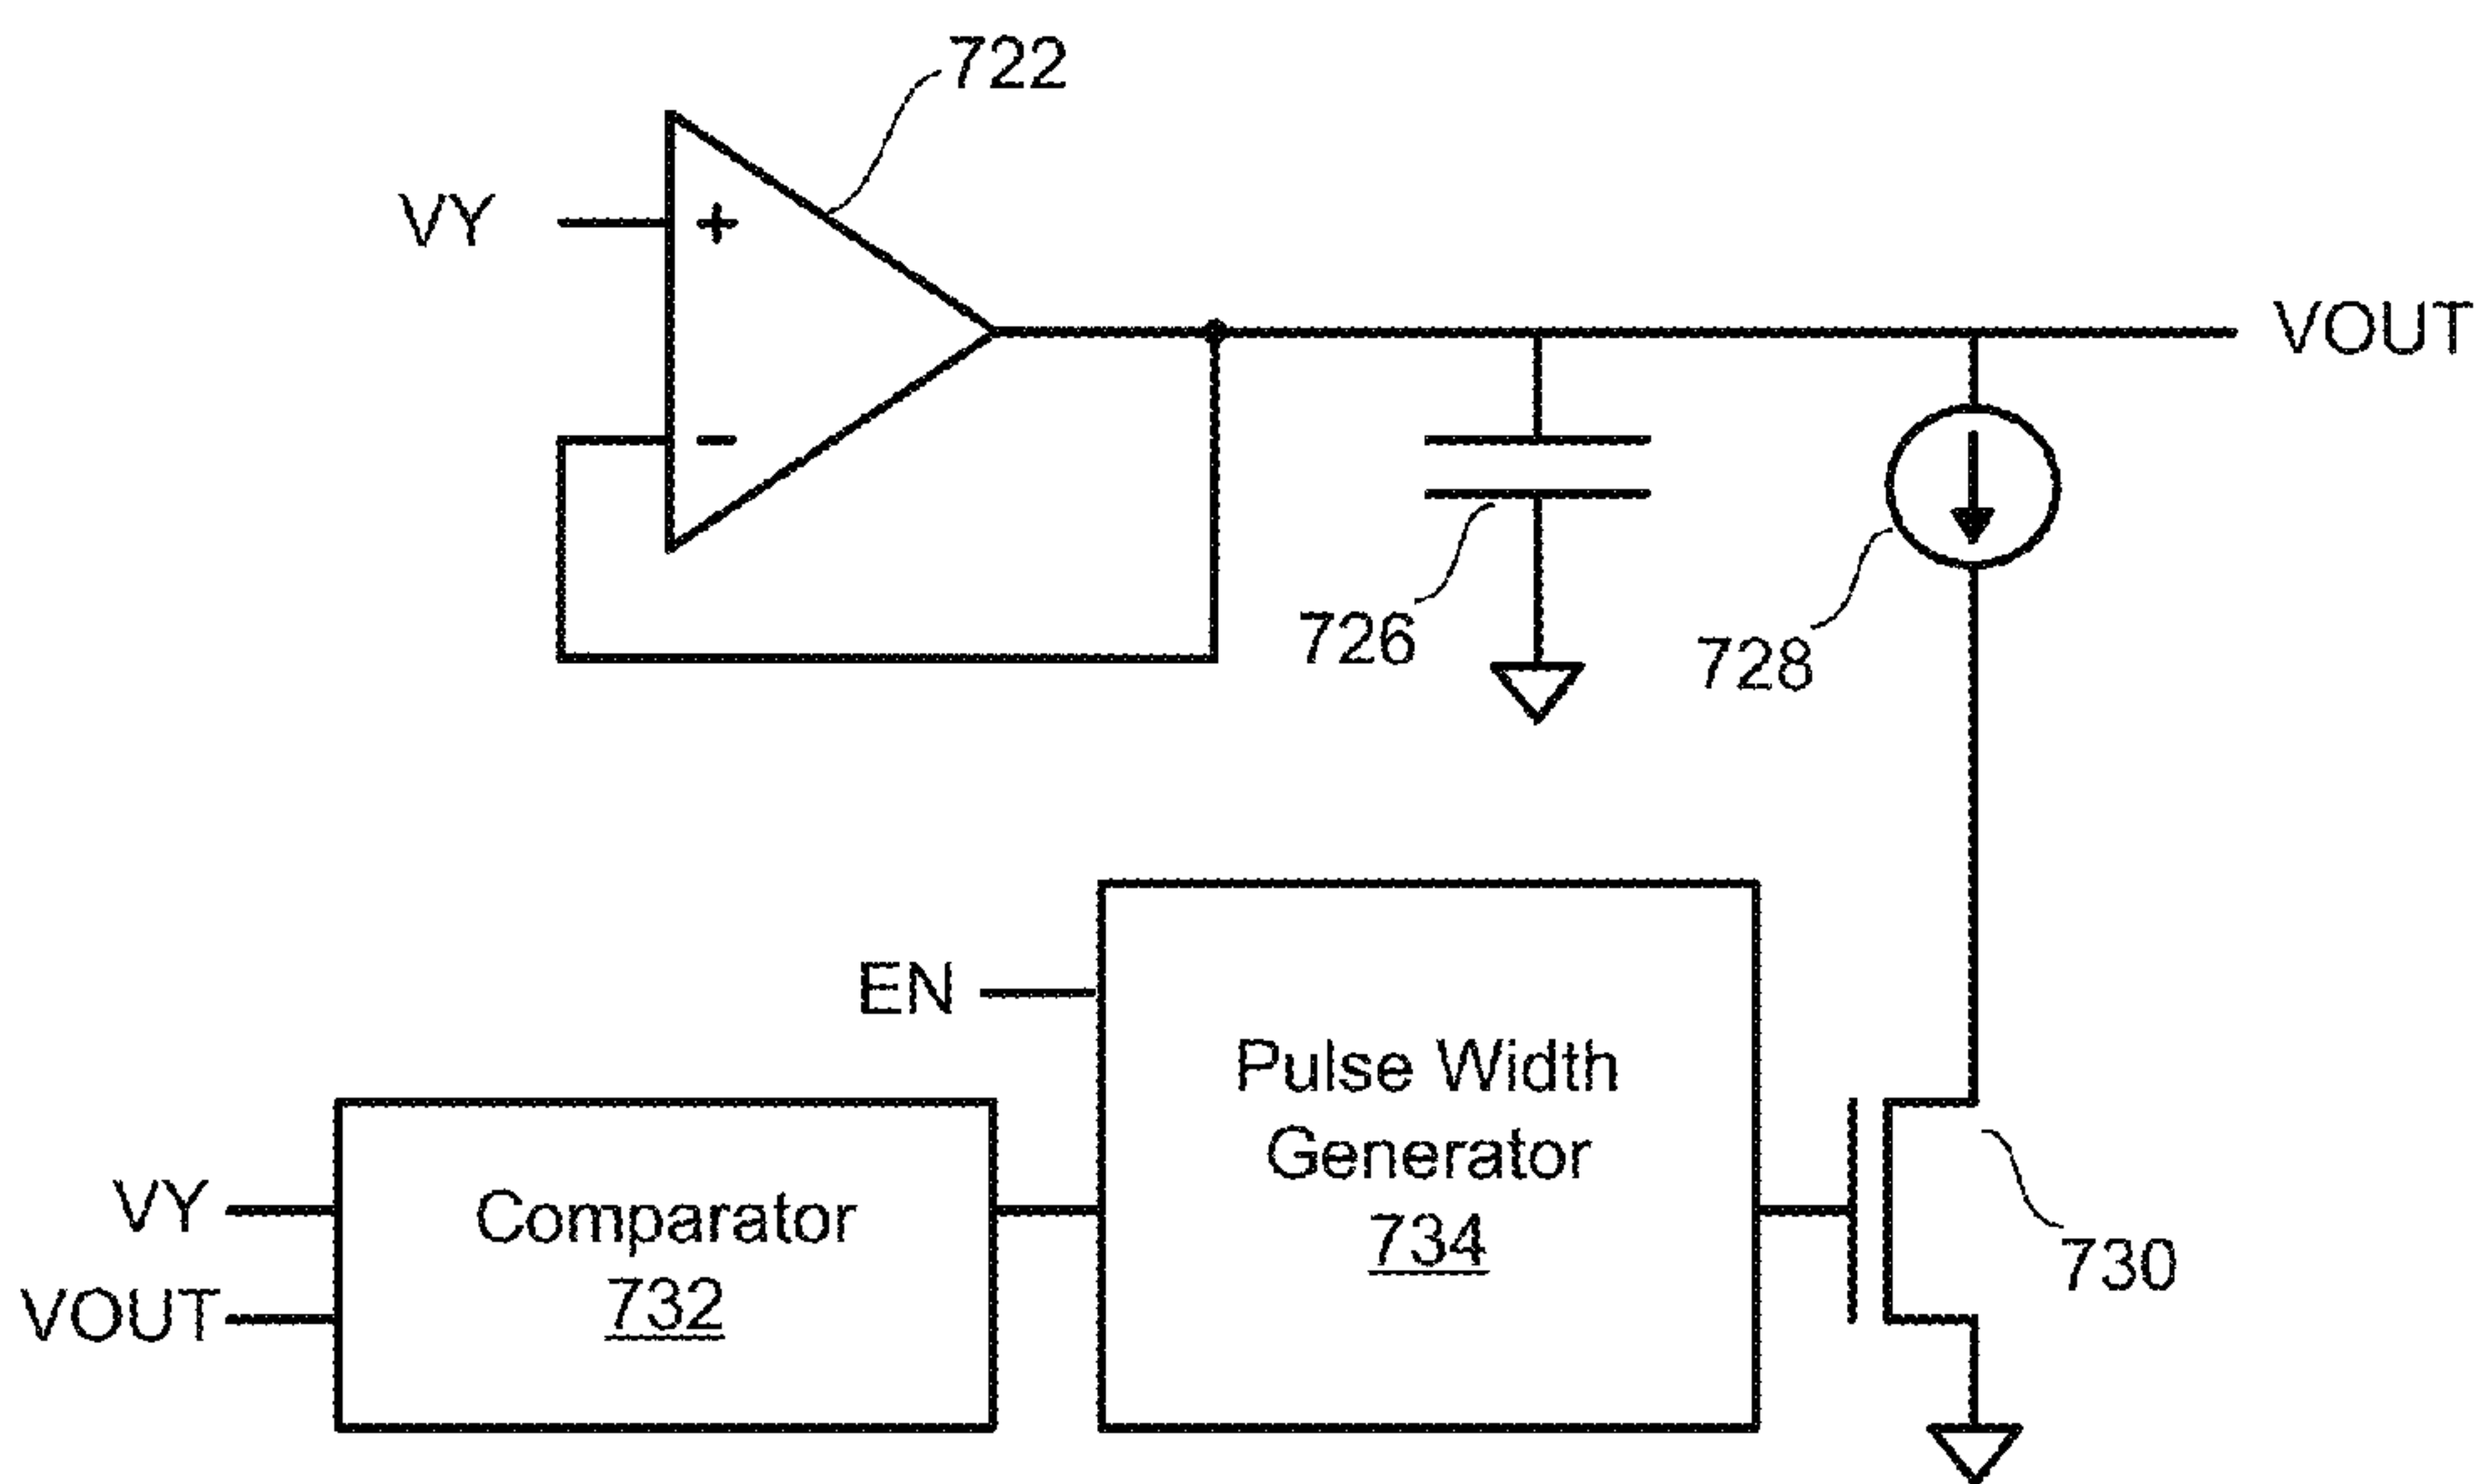 722
VY
+
VOUT
-
726
728
EN
Pulse Width
Generator
734
VY
Comparator
VOUT
732
730